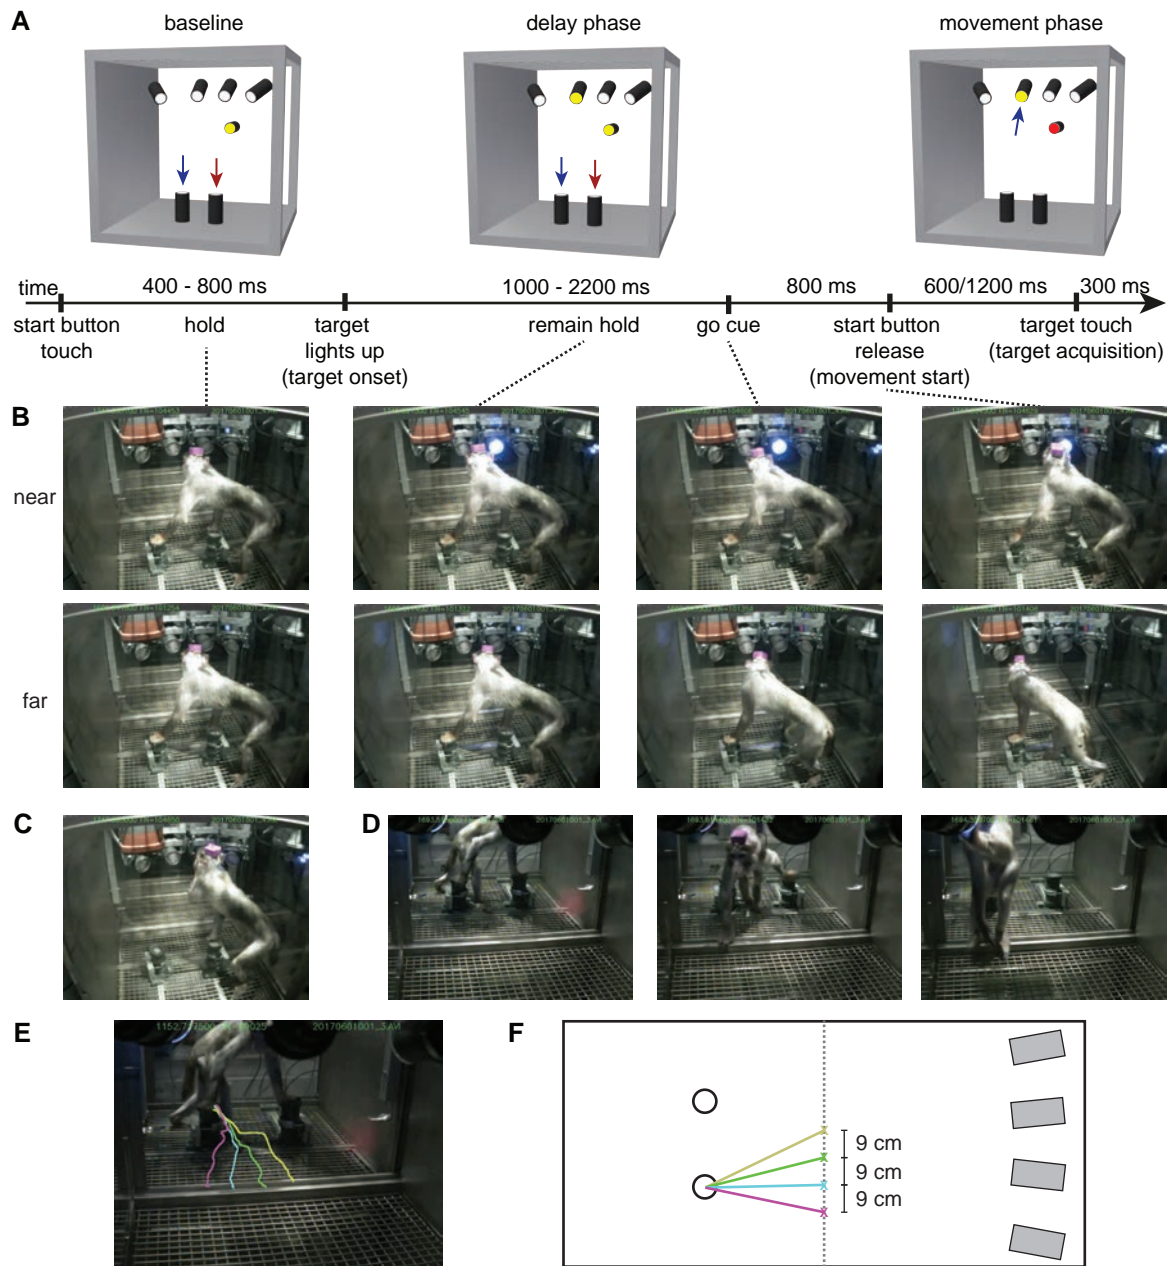 A
baseline
delay phase
movement phase
time
400 - 800 ms
1000 - 2200 ms
800 ms
600/1200 ms
300 ms
start button
touch
hold
target
lights up
(target onset)
remain hold
go cue
start button
release
(movement start)
target touch
(target acquisition)
B
near
far
C
D
E
F
9 cm
9 cm
9 cm